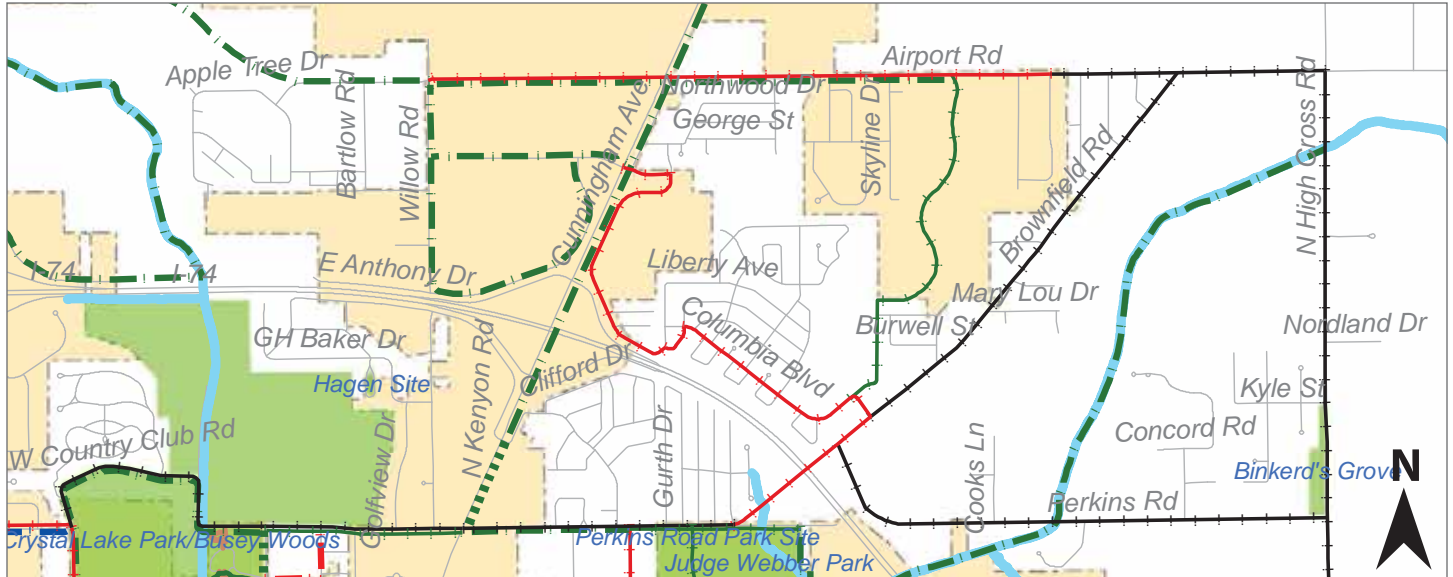 Airport Rd
Apple Tree Dr
Northwood Dr
Bartlow Rd
Willow Rd
George St
Cunningham Ave
Skyline Dr
Brownfield Rd
N High Cross Rd
I-74
I-74
E Anthony Dr
Liberty Ave
Mary Lou Dr
Burwell St
Nordland Dr
GH Baker Dr
Columbia Blvd
Clifford Dr
Hagen Site
N Kenyon Rd
Kyle St
W Country Club Rd
Golfview Dr
Gurth Dr
Cooks Ln
Concord Rd
Binkerd's Grove
N
Perkins Rd
Crystal Lake Park/Busey Woods
Perkins Road Park Site
Judge Webber Park